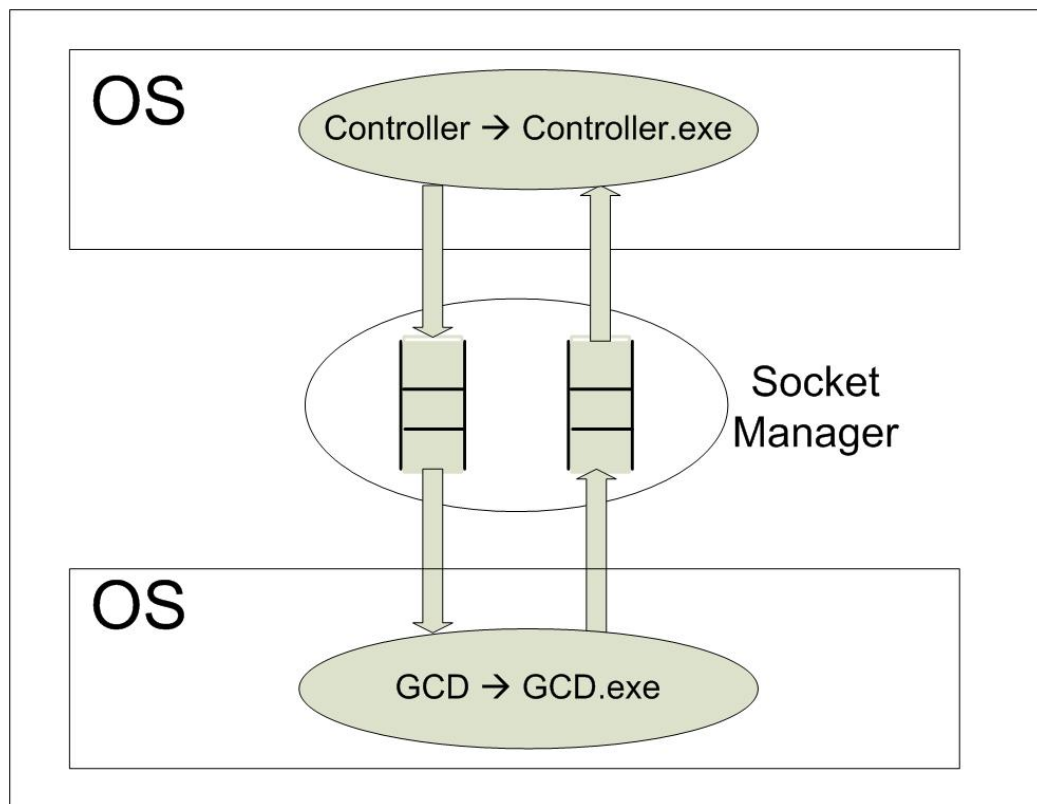 OS
Controller → Controller.exe
Socket
Manager
OS
GCD → GCD.exe